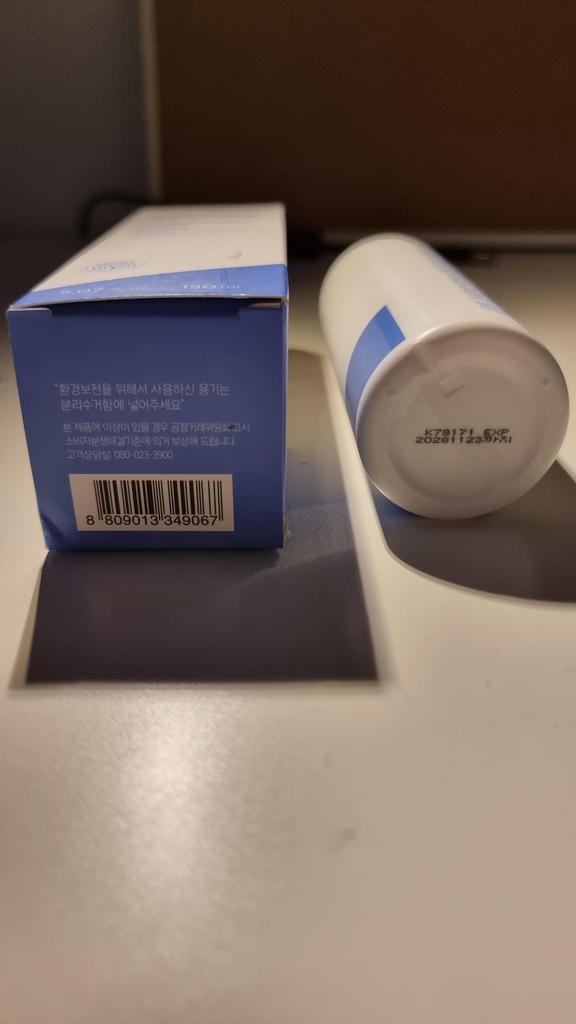 150 ml
"환경보전을 위해서 사용하신 용기는
분리수거함에 넣어주세요"
본 제품에 이상이 있을 경우 공정거래위원회 고시
소비자분쟁해결기준에 의거 보상해 드립니다.
고객상담실: 080-023-3900
8 809013 349067
K78171 EXP
20261123까지